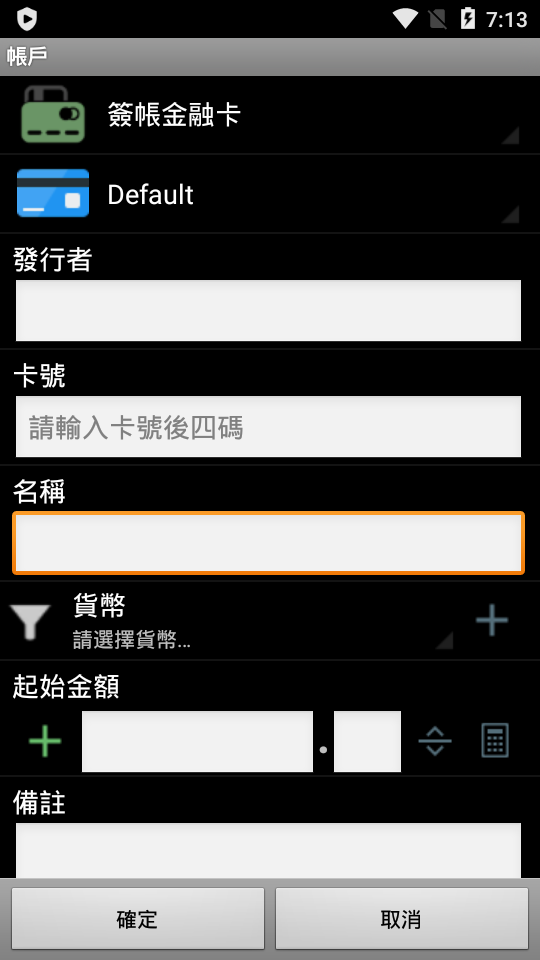 7:13
帳戶
簽帳金融卡
Default
發行者
卡號
請輸入卡號後四碼
名稱
貨幣
請選擇貨幣...
起始金額
.
備註
確定
取消